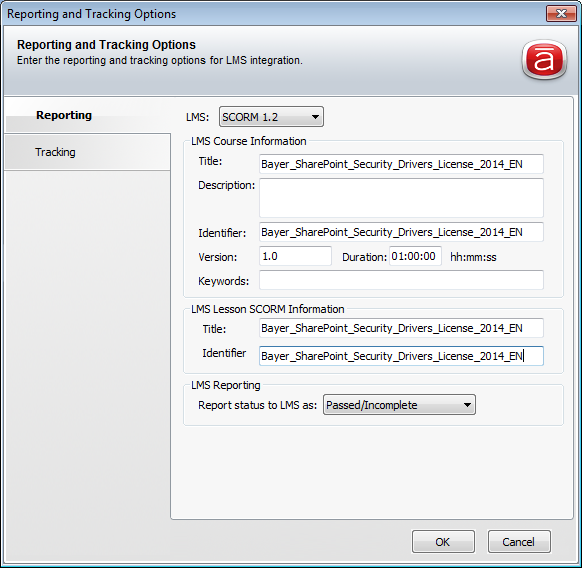 Reporting and Tracking Options
Reporting and Tracking Options
Enter the reporting and tracking options for LMS integration.
ā
Reporting
Tracking
LMS: SCORM 1.2
LMS Course Information
Title: Bayer_SharePoint_Security_Drivers_License_2014_EN
Description:
Identifier: Bayer_SharePoint_Security_Drivers_License_2014_EN
Version: 1.0 Duration: 01:00:00 hh:mm:ss
Keywords:
LMS Lesson SCORM Information
Title: Bayer_SharePoint_Security_Drivers_License_2014_EN
Identifier Bayer_SharePoint_Security_Drivers_License_2014_EN
LMS Reporting
Report status to LMS as: Passed/Incomplete
OK Cancel